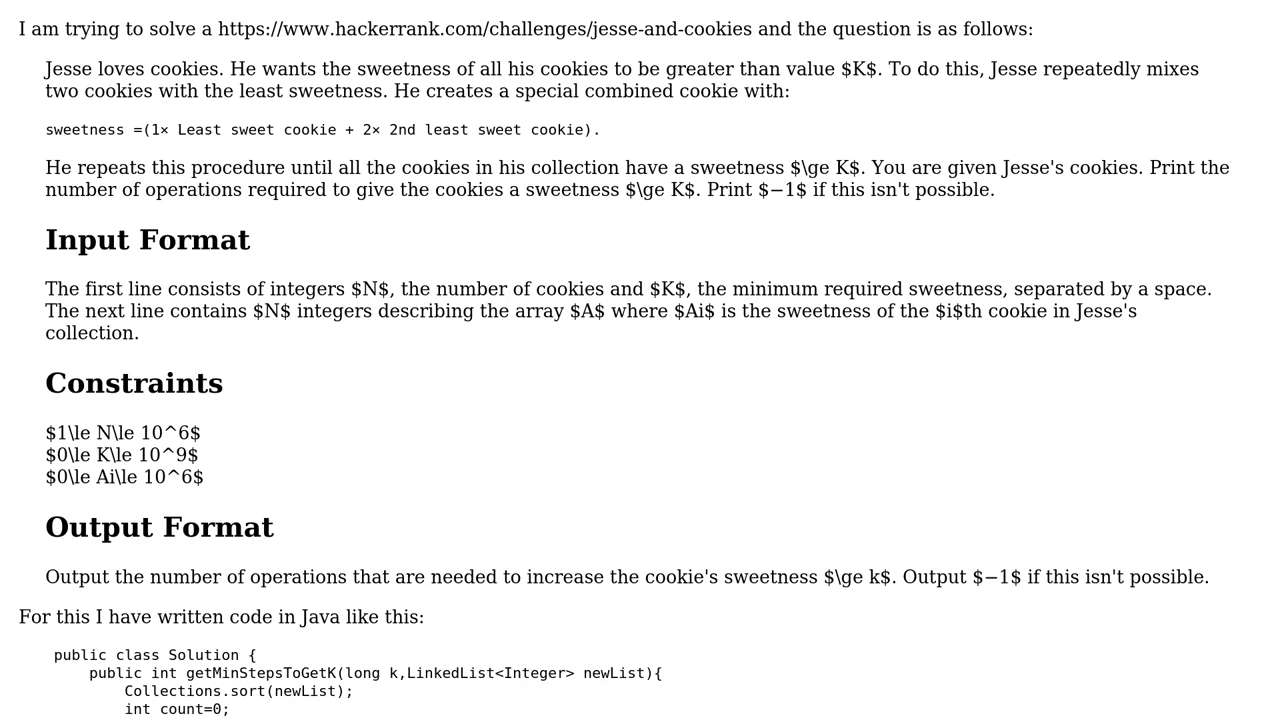 I am trying to solve a https://www.hackerrank.com/challenges/jesse-and-cookies and the question is as follows:
Jesse loves cookies. He wants the sweetness of all his cookies to be greater than value $K$. To do this, Jesse repeatedly mixes
two cookies with the least sweetness. He creates a special combined cookie with:
sweetness =(1× Least sweet cookie + 2× 2nd least sweet cookie).
He repeats this procedure until all the cookies in his collection have a sweetness $\ge K$. You are given Jesse's cookies. Print the
number of operations required to give the cookies a sweetness $\ge K$. Print $−1$ if this isn't possible.
Input Format
The first line consists of integers $N$, the number of cookies and $K$, the minimum required sweetness, separated by a space.
The next line contains $N$ integers describing the array $A$ where $Ai$ is the sweetness of the $i$th cookie in Jesse's
collection.
Constraints
$1\le N\le 10^6$
$0\le K\le 10^9$
$0\le Ai\le 10^6$
Output Format
Output the number of operations that are needed to increase the cookie's sweetness $\ge k$. Output $−1$ if this isn't possible.
For this I have written code in Java like this:
public class Solution {
public int getMinStepsToGetK(long k,LinkedList<Integer> newList){
Collections.sort(newList);
int count=0;